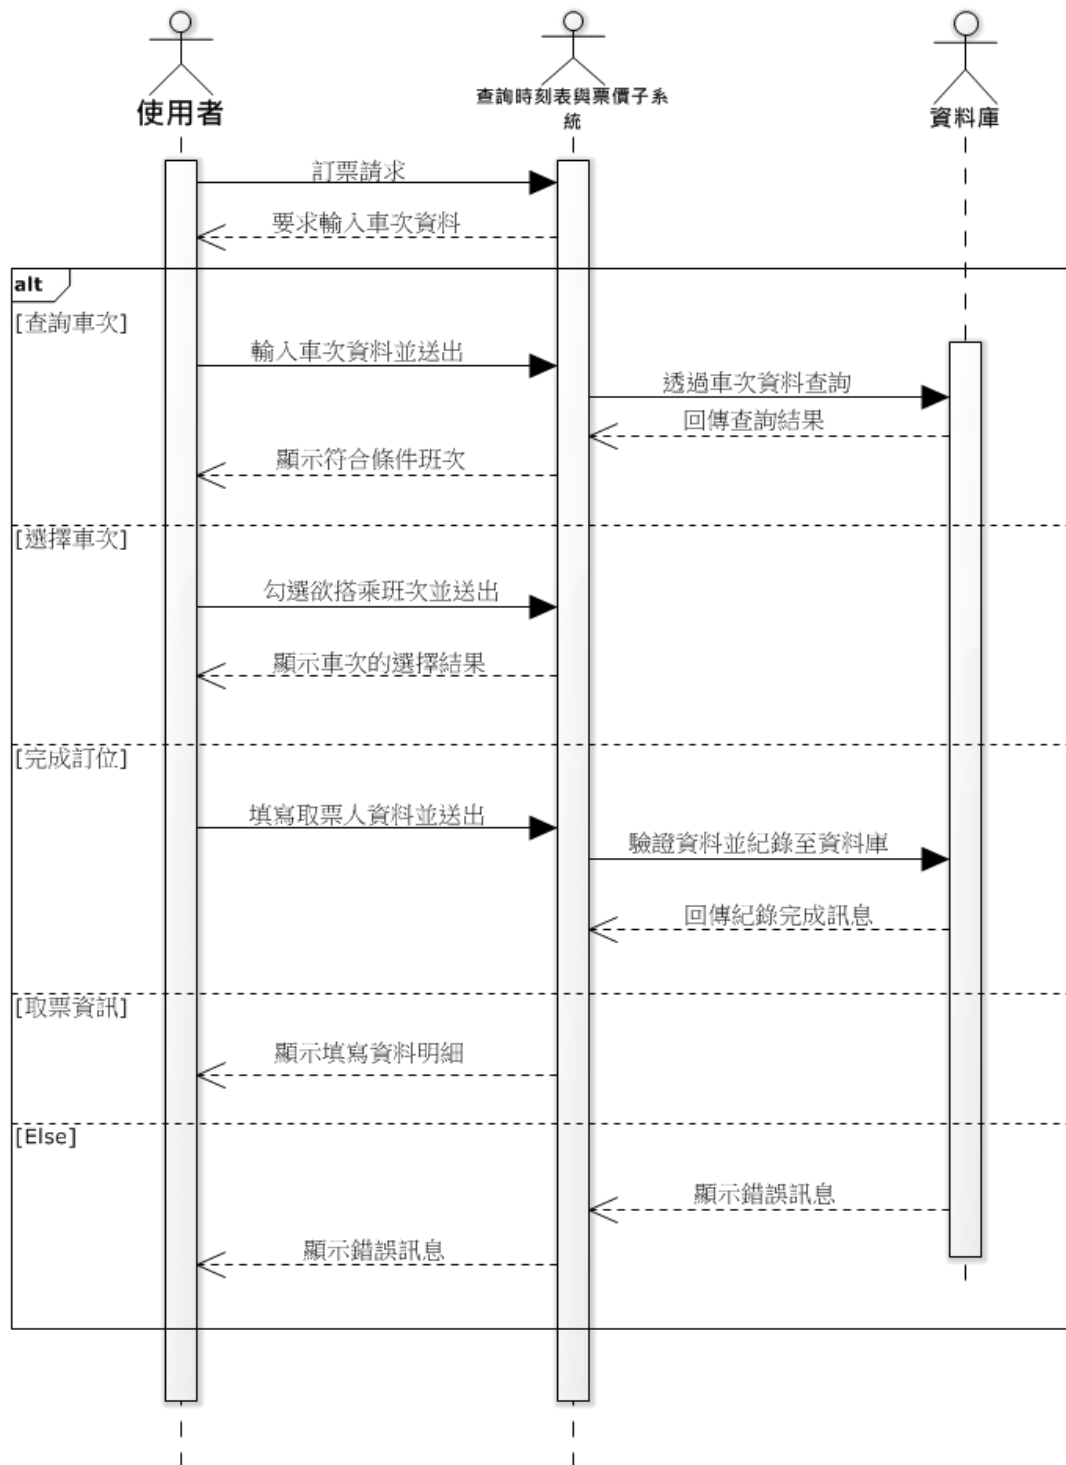 使用者
查詢時刻表與票價子系
統
資料庫
訂票請求
要求輸入車次資料
alt
[查詢車次]
輸入車次資料並送出
透過車次資料查詢
回傳查詢結果
顯示符合條件班次
[選擇車次]
勾選欲搭乘班次並送出
顯示車次的選擇結果
[完成訂位]
填寫取票人資料並送出
驗證資料並紀錄至資料庫
回傳紀錄完成訊息
[取票資訊]
顯示填寫資料明細
[Else]
顯示錯誤訊息
顯示錯誤訊息